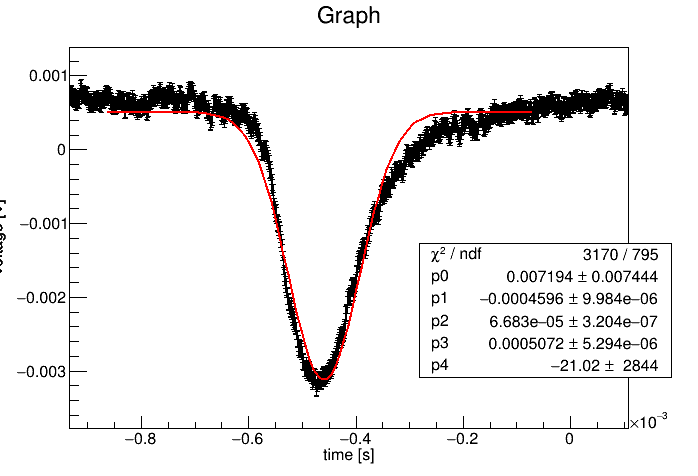 Graph
0.001
0
−0.001
−0.002
−0.003
χ² / ndf 3170 / 795
p0 0.007194 ± 0.007444
p1 −0.0004596 ± 9.984e−06
p2 6.683e−05 ± 3.204e−07
p3 0.0005072 ± 5.294e−06
p4 −21.02 ± 2844
−0.8 −0.6 −0.4 −0.2 0
×10⁻³
time [s]